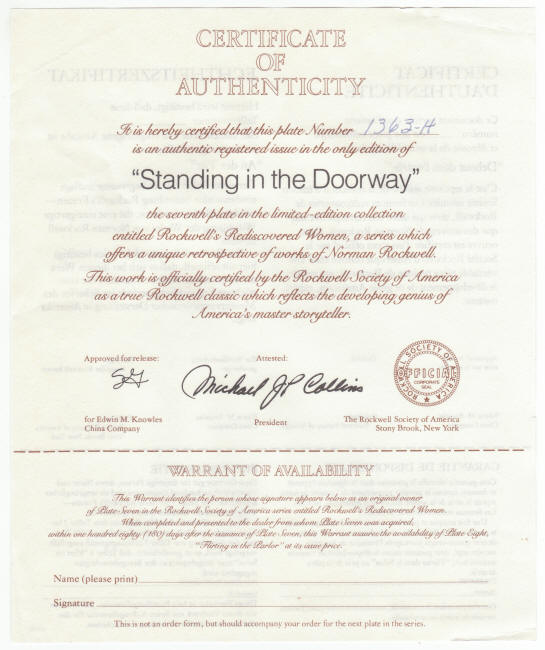 CERTIFICATE
OF
AUTHENTICITY
It is hereby certified that this plate Number 1363-H
is an authentic registered issue in the only edition of
"Standing in the Doorway"
the seventh plate in the limited-edition collection
entitled Rockwell's Rediscovered Women, a series which
offers a unique retrospective of works of Norman Rockwell.
This work is officially certified by the Rockwell Society of America
as a true Rockwell classic which reflects the developing genius of
America's master storyteller.
Approved for release:
Attested:
Michael J P Collins
ROCKWELL SOCIETY OF AMERICA
OFFICIAL
CORPORATE
SEAL
for Edwin M. Knowles
China Company
President
The Rockwell Society of America
Stony Brook, New York
WARRANT OF AVAILABILITY
This Warrant identifies the person whose signature appears below as an original owner
of Plate Seven in the Rockwell Society of America series entitled Rockwell's Rediscovered Women.
When completed and presented to the dealer from whom Plate Seven was acquired,
within one hundred eighty (180) days after the issuance of Plate Seven, this Warrant assures the availability of Plate Eight,
"Flirting in the Parlor" at its issue price.
Name (please print)
Signature
This is not an order form, but should accompany your order for the next plate in the series.